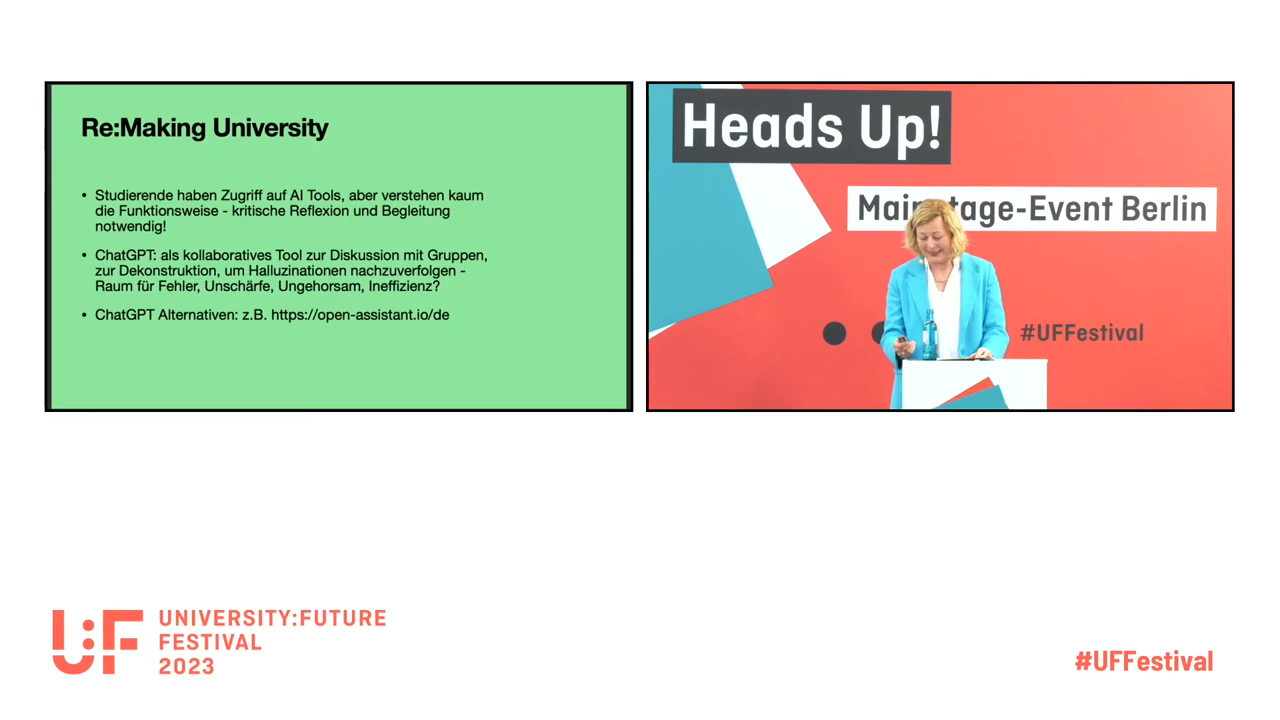 Re:Making University
• Studierende haben Zugriff auf AI Tools, aber verstehen kaum
die Funktionsweise - kritische Reflexion und Begleitung
notwendig!
• ChatGPT: als kollaboratives Tool zur Diskussion mit Gruppen,
zur Dekonstruktion, um Halluzinationen nachzuverfolgen -
Raum für Fehler, Unschärfe, Ungehorsam, Ineffizienz?
• ChatGPT Alternativen: z.B. https://open-assistant.io/de
Heads Up!
tage-Event Berlin
#UFFestival
U:F
UNIVERSITY:FUTURE
FESTIVAL
2023
#UFFestival